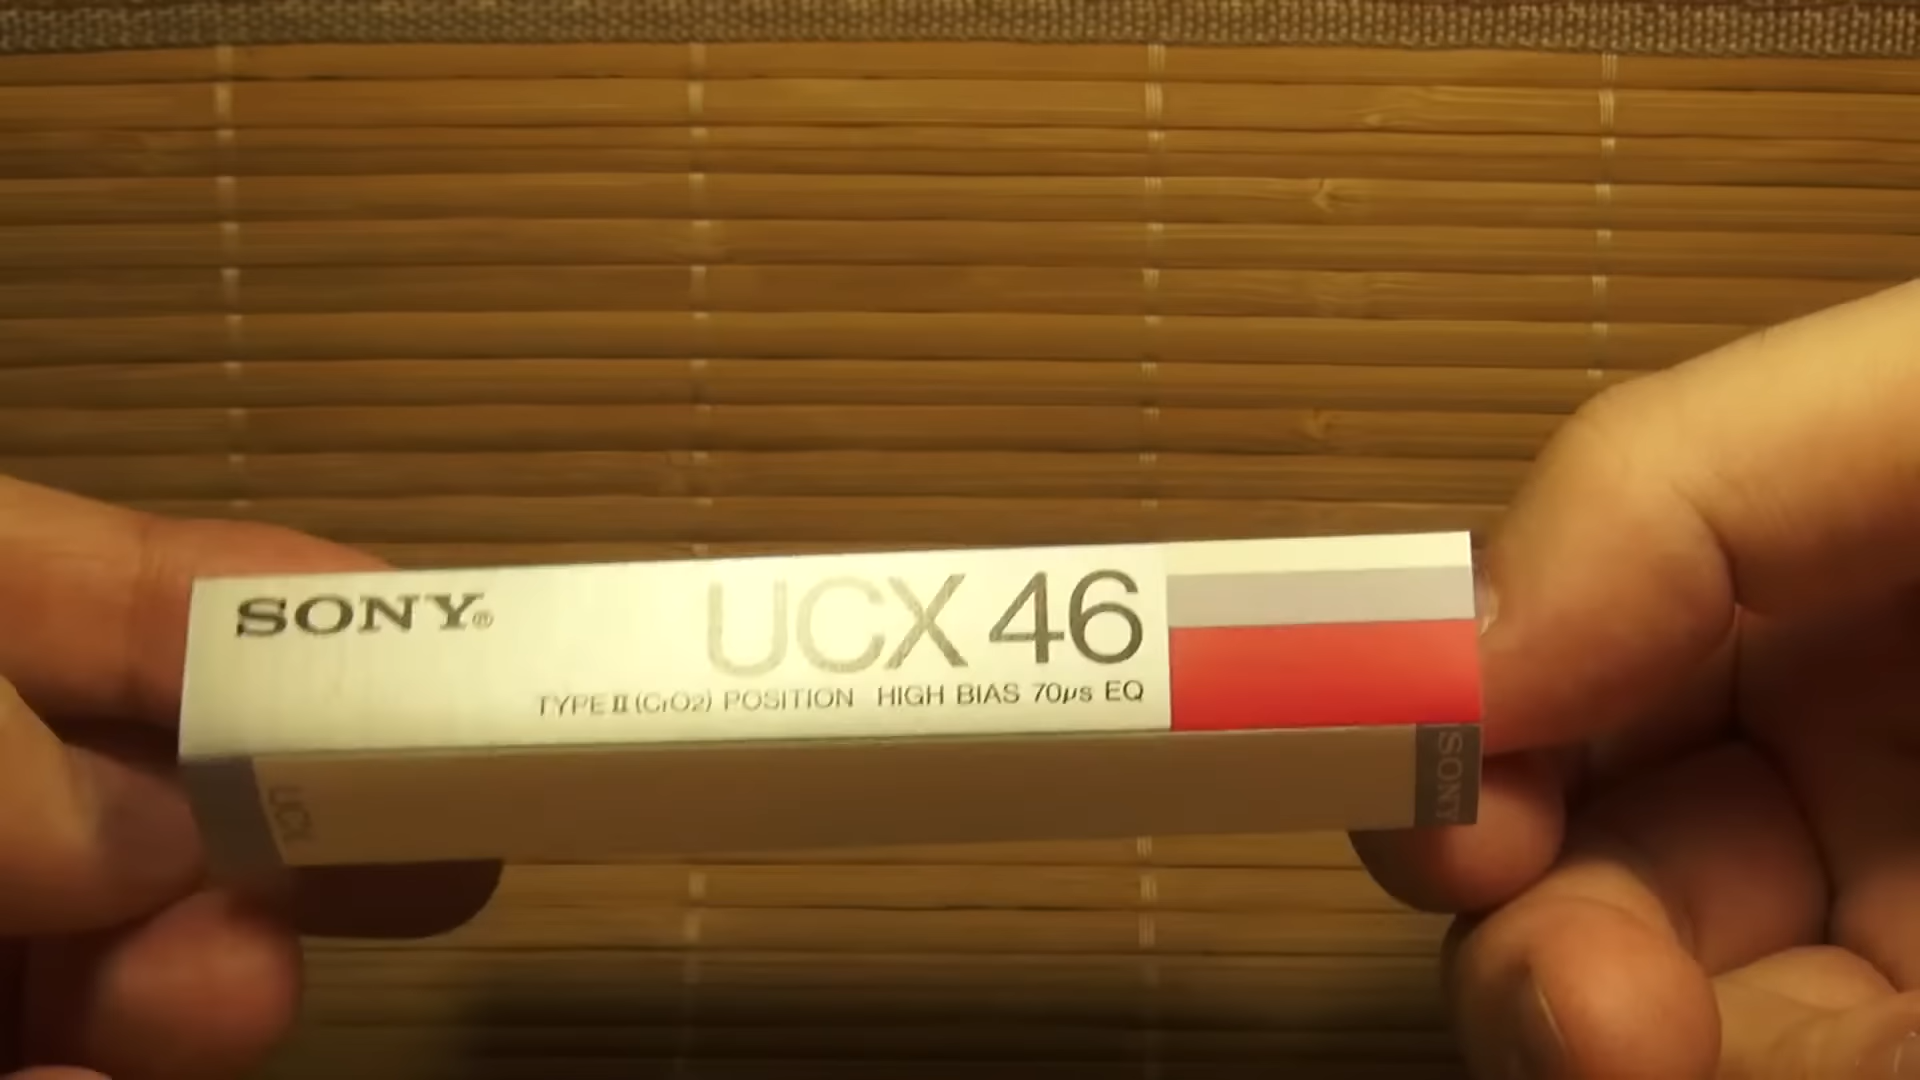 SONY®
UCX 46
TYPE II (CrO2) POSITION HIGH BIAS 70µs EQ
UCX
SONY